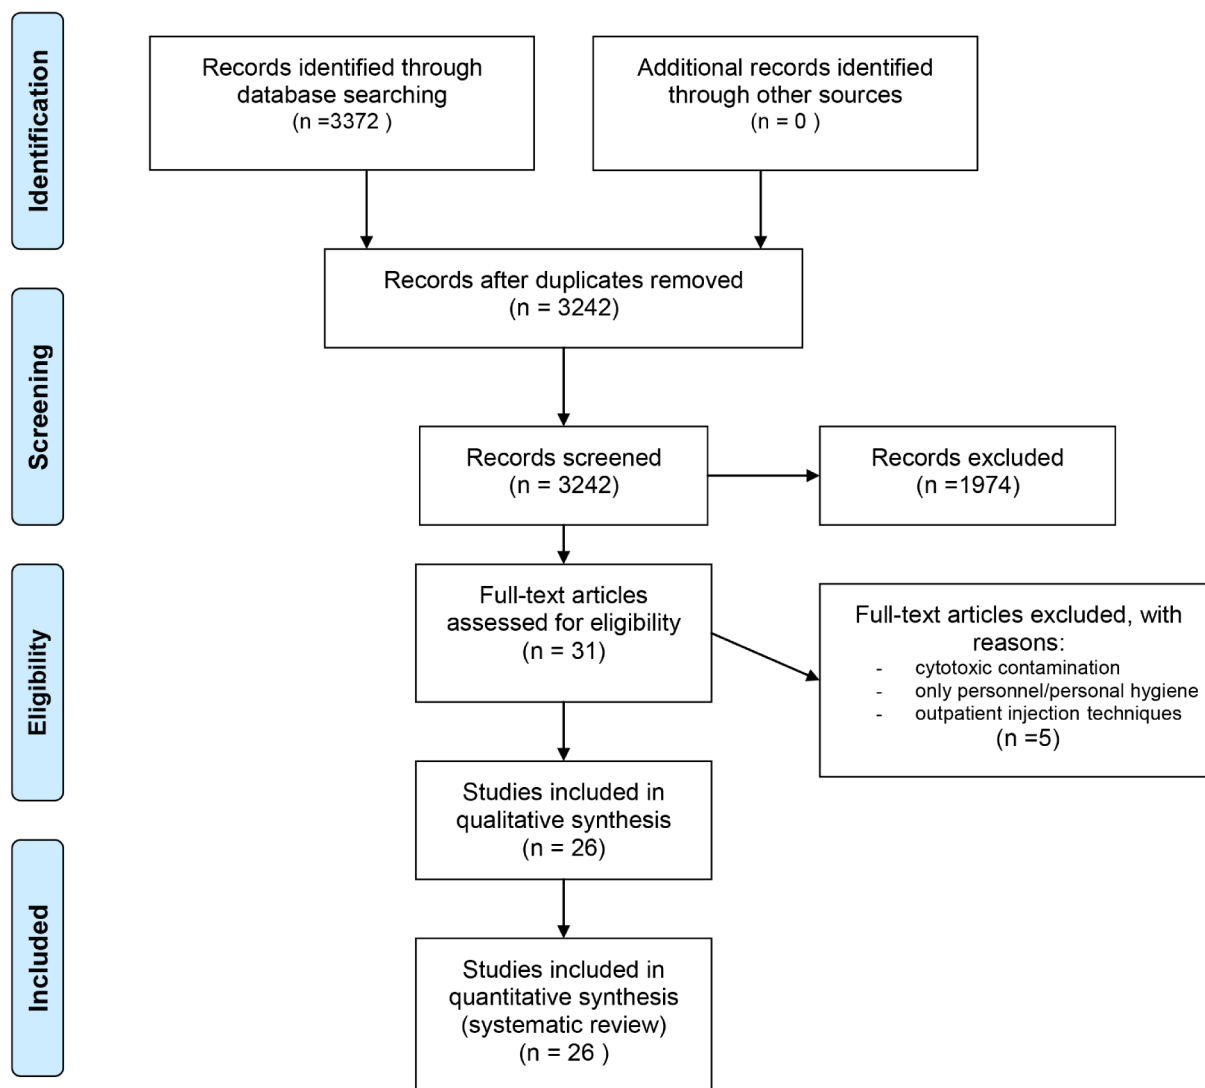 Identification
Records identified through
database searching
(n =3372 )
Additional records identified
through other sources
(n = 0 )
Records after duplicates removed
(n = 3242)
Screening
Records screened
(n = 3242)
Records excluded
(n =1974)
Eligibility
Full-text articles
assessed for eligibility
(n = 31)
Full-text articles excluded, with
reasons:
- cytotoxic contamination
- only personnel/personal hygiene
- outpatient injection techniques
(n =5)
Studies included in
qualitative synthesis
(n = 26)
Included
Studies included in
quantitative synthesis
(systematic review)
(n = 26 )